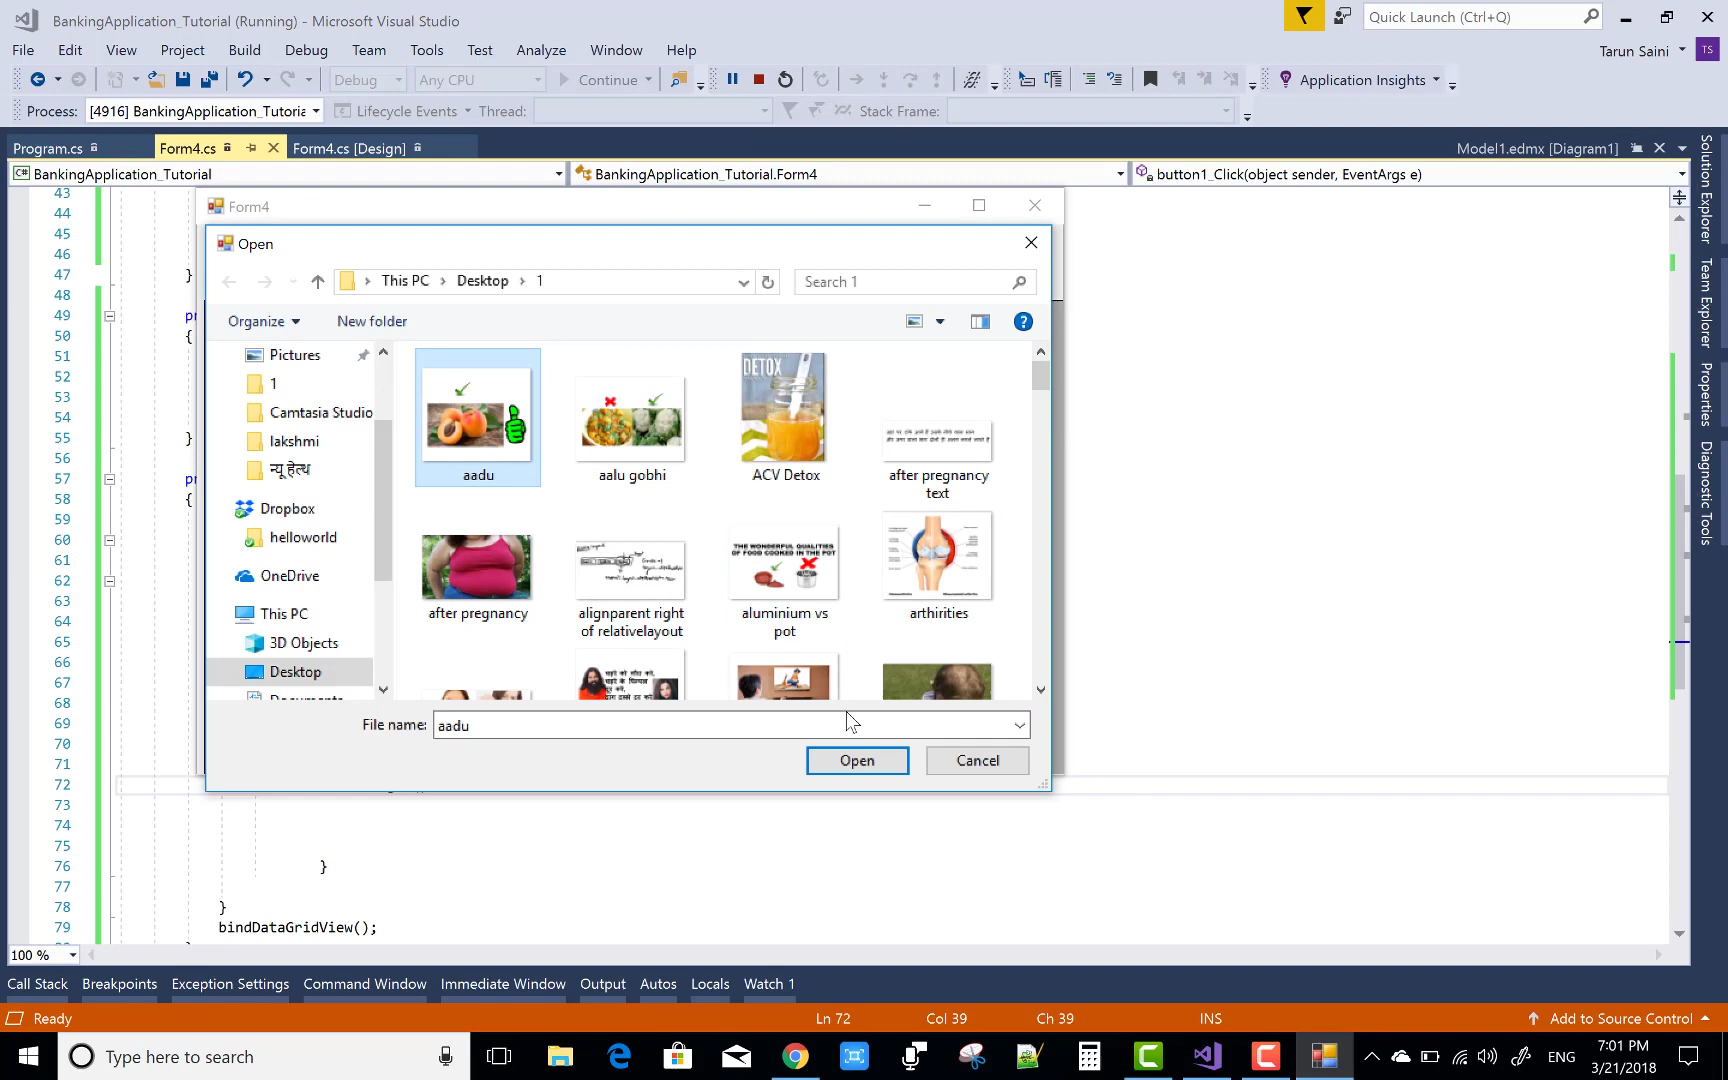 BankingApplication_Tutorial (Running) - Microsoft Visual Studio
Quick Launch (Ctrl+Q)
File Edit View Project Build Debug Team Tools Test Analyze Window Help
Tarun Saini TS
Debug Any CPU Continue Application Insights
Process: [4916] BankingApplication_Tutoria Lifecycle Events Thread: Stack Frame:
Program.cs Form4.cs Form4.cs [Design] Model1.edmx [Diagram1]
C# BankingApplication_Tutorial BankingApplication_Tutorial.Form4 button1_Click(object sender, EventArgs e)
Solution Explorer
Team Explorer
Properties
Diagnostic Tools
Form4
Open
This PC Desktop 1
Search 1
Organize New folder
Pictures
1
Camtasia Studio
lakshmi
न्यू हेल्थ
Dropbox
helloworld
OneDrive
This PC
3D Objects
Desktop
aadu
aalu gobhi
DETOX
ACV Detox
after pregnancy
text
after pregnancy
alignparent right
of relativelayout
THE WONDERFUL QUALITIES
OF FOOD COOKED IN THE POT
aluminium vs
pot
arthirities
File name: aadu
Open Cancel
43
44
45
46
47 }
48
49 pr
50 {
51
52
53
54
55 }
56
57 pr
58 {
59
60
61
62
63
64
65
66
67
68
69
70
71
72
73
74
75
76 }
77
78 }
79 bindDataGridView();
100 %
Call Stack Breakpoints Exception Settings Command Window Immediate Window Output Autos Locals Watch 1
Ready Ln 72 Col 39 Ch 39 INS Add to Source Control
Type here to search
ENG
7:01 PM
3/21/2018